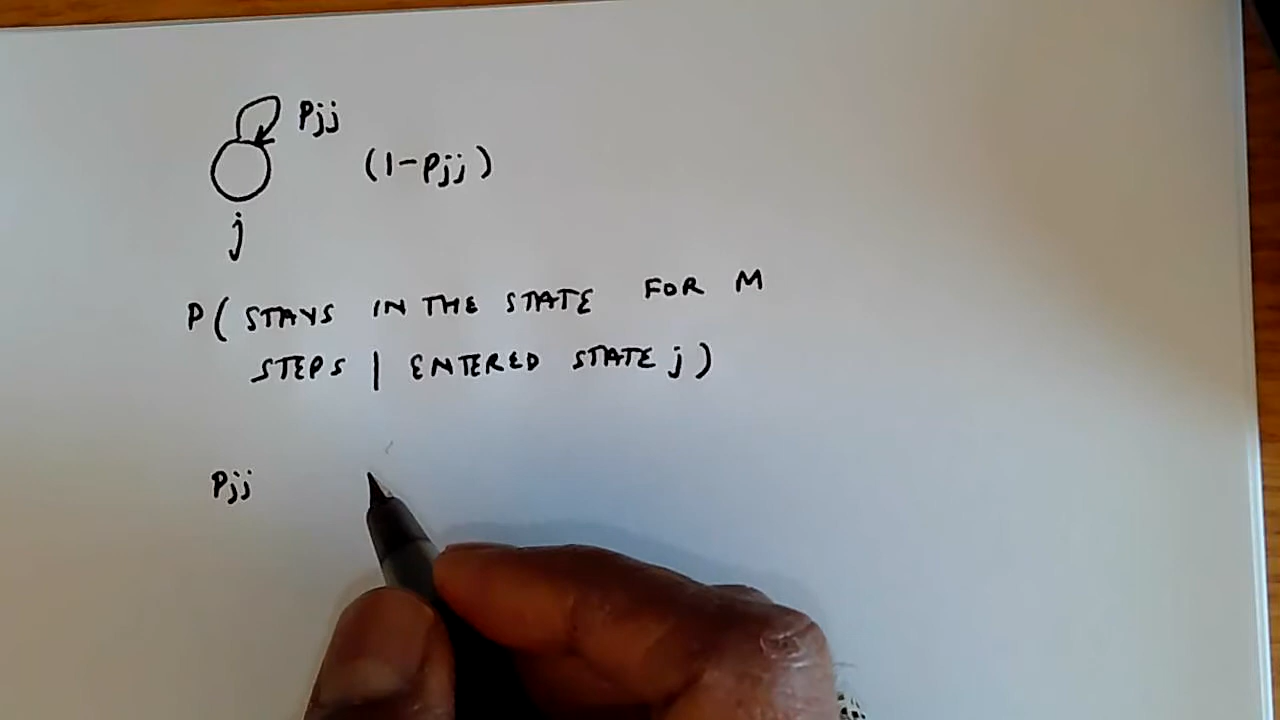 Pjj
(1-Pjj)
j
P( STAYS IN THE STATE FOR M
STEPS | ENTERED STATE j)
Pjj